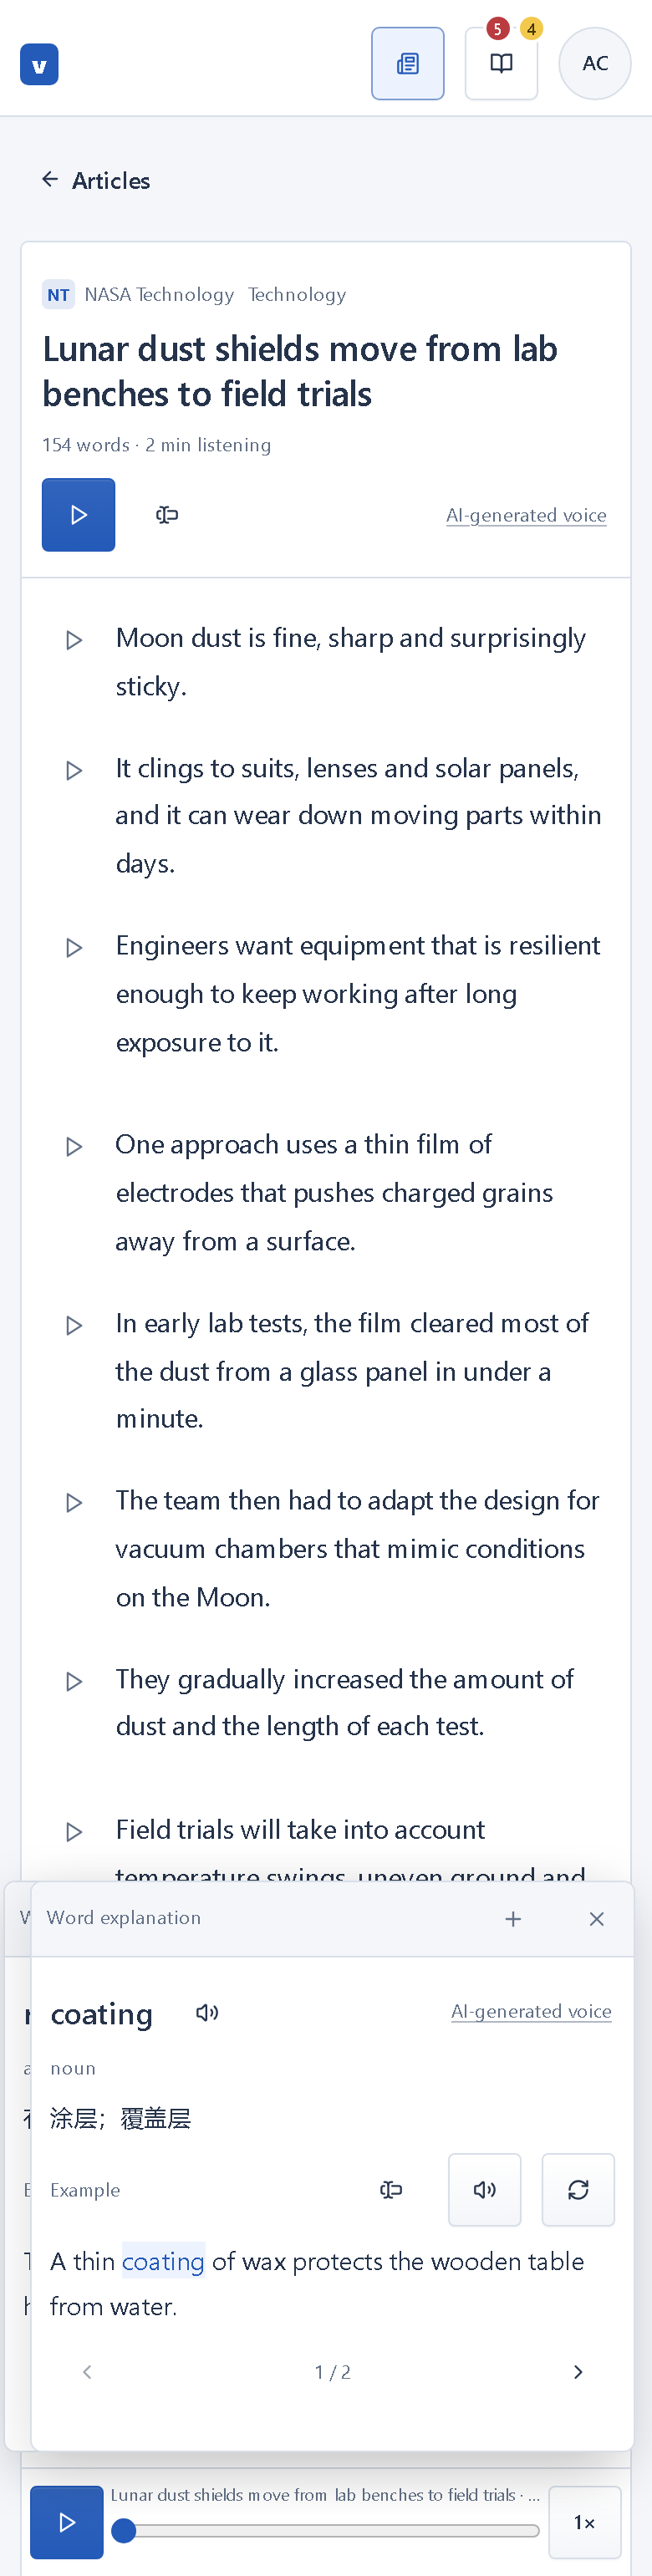 v
5
4
AC
Articles
NT NASA Technology Technology
Lunar dust shields move from lab
benches to field trials
154 words · 2 min listening
AI-generated voice
Moon dust is fine, sharp and surprisingly
sticky.
It clings to suits, lenses and solar panels,
and it can wear down moving parts within
days.
Engineers want equipment that is resilient
enough to keep working after long
exposure to it.
One approach uses a thin film of
electrodes that pushes charged grains
away from a surface.
In early lab tests, the film cleared most of
the dust from a glass panel in under a
minute.
The team then had to adapt the design for
vacuum chambers that mimic conditions
on the Moon.
They gradually increased the amount of
dust and the length of each test.
Field trials will take into account
temperature swings, uneven ground and
Word explanation
coating
AI-generated voice
noun
涂层；覆盖层
Example
A thin coating of wax protects the wooden table
from water.
1 / 2
Lunar dust shields move from lab benches to field trials · ...
1×